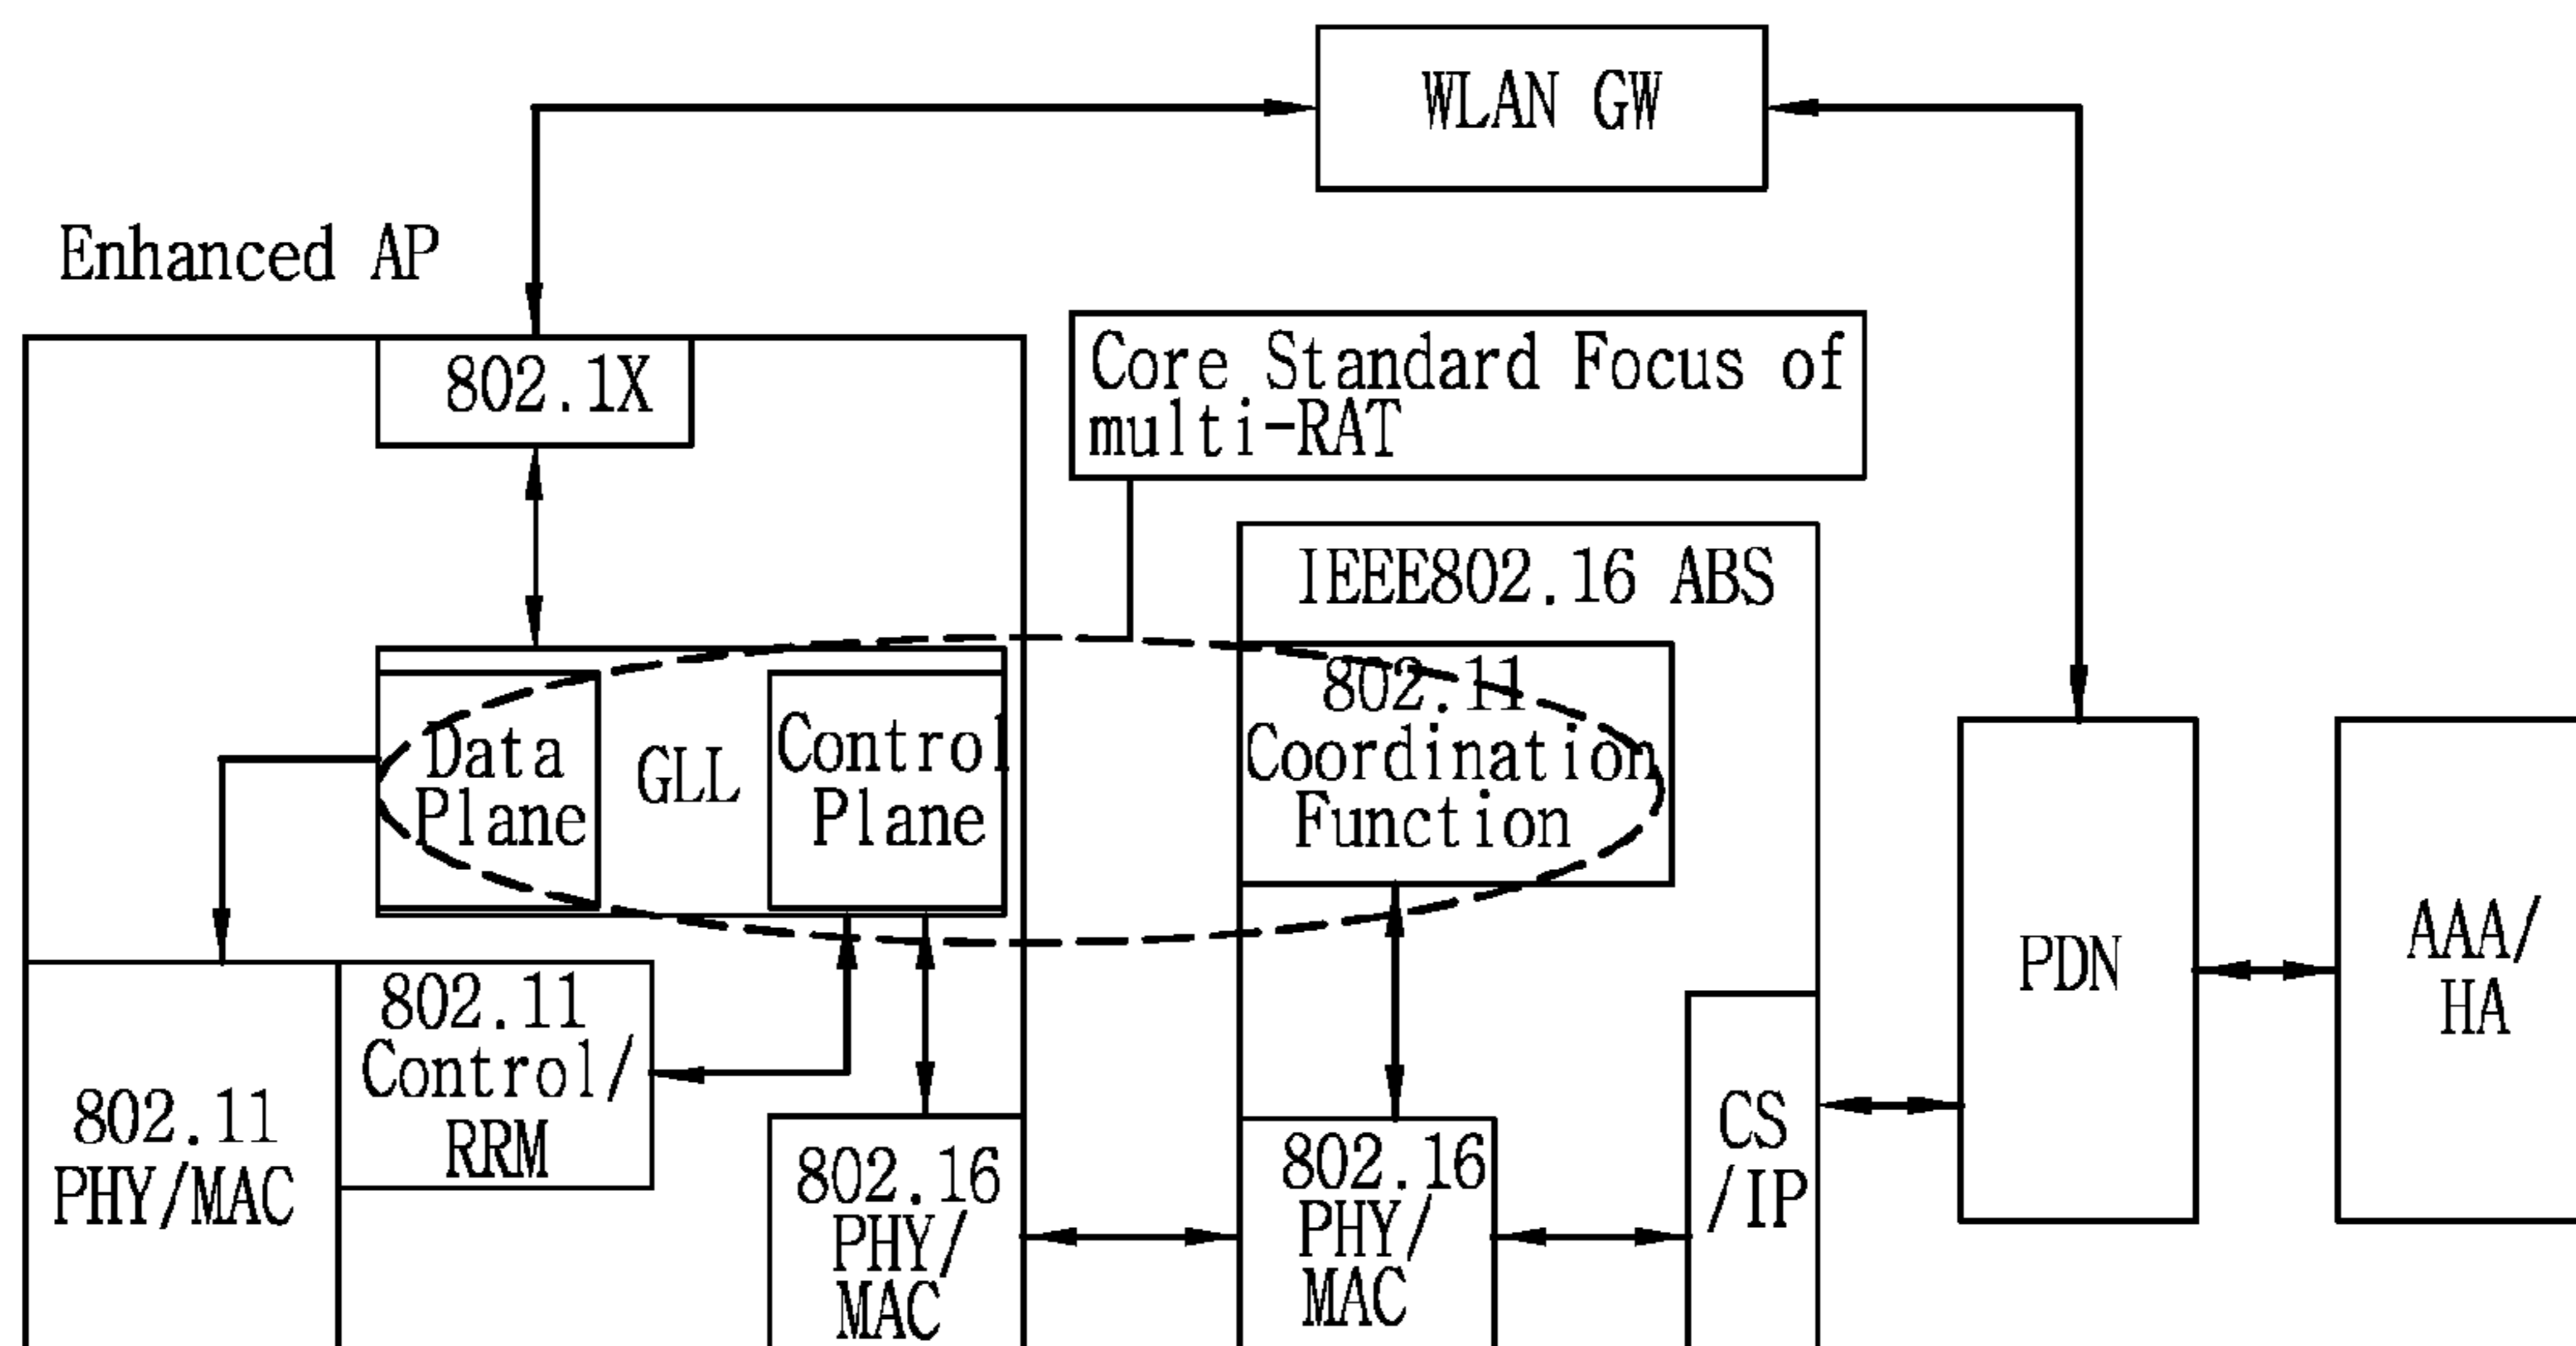 WLAN GW
Enhanced AP
802.1X
Core Standard Focus of
multi-RAT
IEEE802.16 ABS
Data
Plane
GLL
Control
Plane
802.11
Coordination
Function
802.11
PHY/MAC
802.11
Control/
RRM
802.16
PHY/
MAC
802.16
PHY/
MAC
CS
/IP
PDN
AAA/
HA